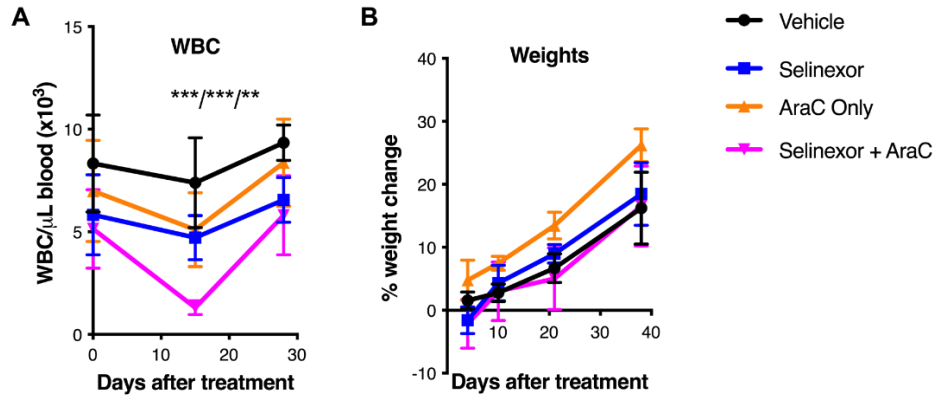 A
WBC
***/***/**
WBC/μL blood (x10³)
15
10
5
0
0
10
20
30
Days after treatment
B
Weights
% weight change
40
30
20
10
0
-10
10
20
30
40
Days after treatment
Vehicle
Selinexor
AraC Only
Selinexor + AraC